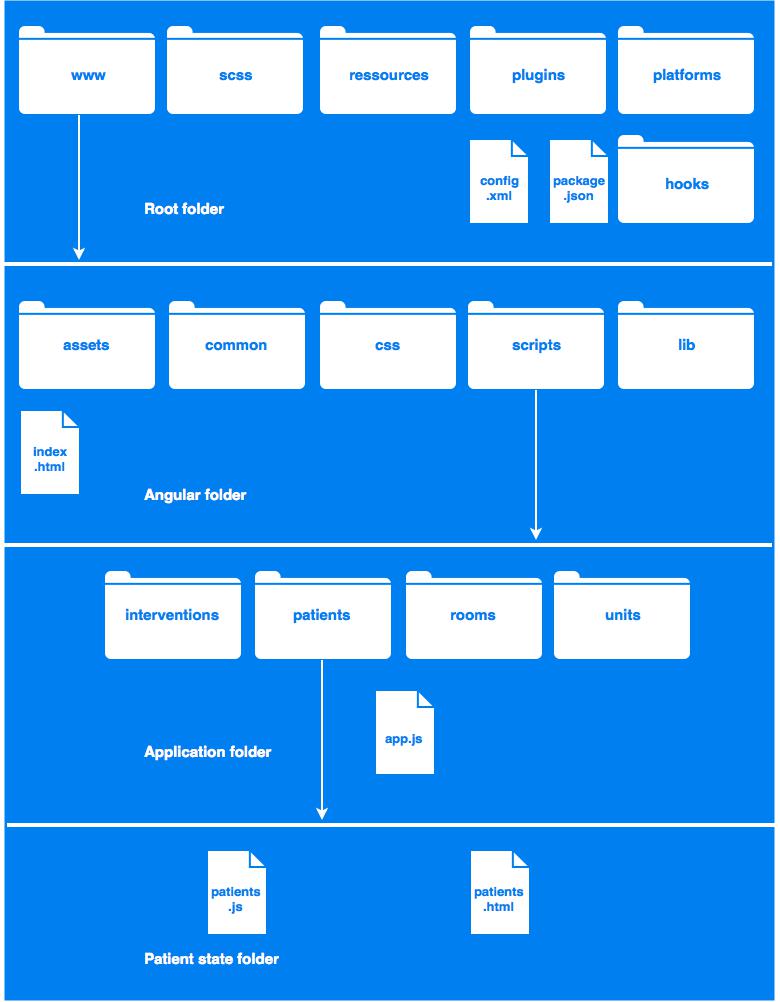 www
scss
ressources
plugins
platforms
config
.xml
package
.json
hooks
Root folder
assets
common
css
scripts
lib
index
.html
Angular folder
interventions
patients
rooms
units
app.js
Application folder
patients
.js
patients
.html
Patient state folder